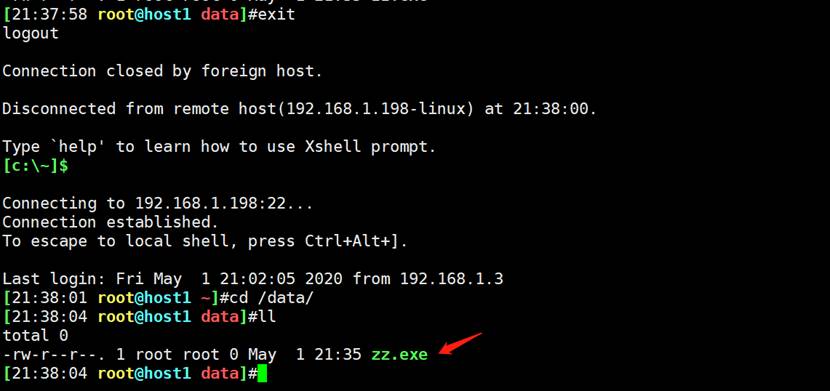 [21:37:58 root@host1 data]#exit
logout
Connection closed by foreign host.
Disconnected from remote host(192.168.1.198-linux) at 21:38:00.
Type `help' to learn how to use Xshell prompt.
[c:\~]$
Connecting to 192.168.1.198:22...
Connection established.
To escape to local shell, press Ctrl+Alt+].
Last login: Fri May  1 21:02:05 2020 from 192.168.1.3
[21:38:01 root@host1 ~]#cd /data/
[21:38:04 root@host1 data]#ll
total 0
-rw-r--r--. 1 root root 0 May  1 21:35 zz.exe
[21:38:04 root@host1 data]#